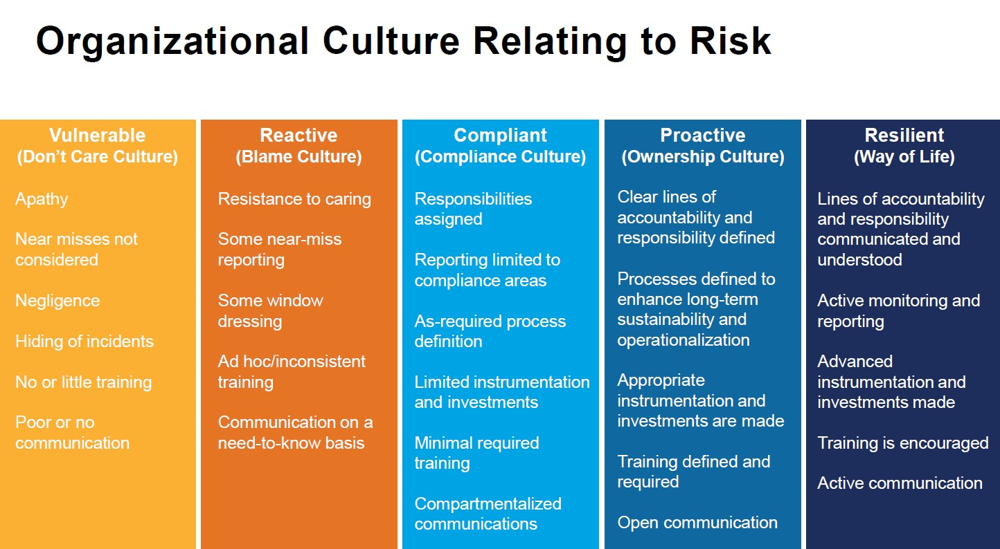 Organizational Culture Relating to Risk
Vulnerable
(Don’t Care Culture)
Apathy
Near misses not
considered
Negligence
Hiding of incidents
No or little training
Poor or no
communication
Reactive
(Blame Culture)
Resistance to caring
Some near-miss
reporting
Some window
dressing
Ad hoc/inconsistent
training
Communication on a
need-to-know basis
Compliant
(Compliance Culture)
Responsibilities
assigned
Reporting limited to
compliance areas
As-required process
definition
Limited instrumentation
and investments
Minimal required
training
Compartmentalized
communications
Proactive
(Ownership Culture)
Clear lines of
accountability and
responsibility defined
Processes defined to
enhance long-term
sustainability and
operationalization
Appropriate
instrumentation and
investments are made
Training defined and
required
Open communication
Resilient
(Way of Life)
Lines of accountability
and responsibility
communicated and
understood
Active monitoring and
reporting
Advanced
instrumentation and
investments made
Training is encouraged
Active communication